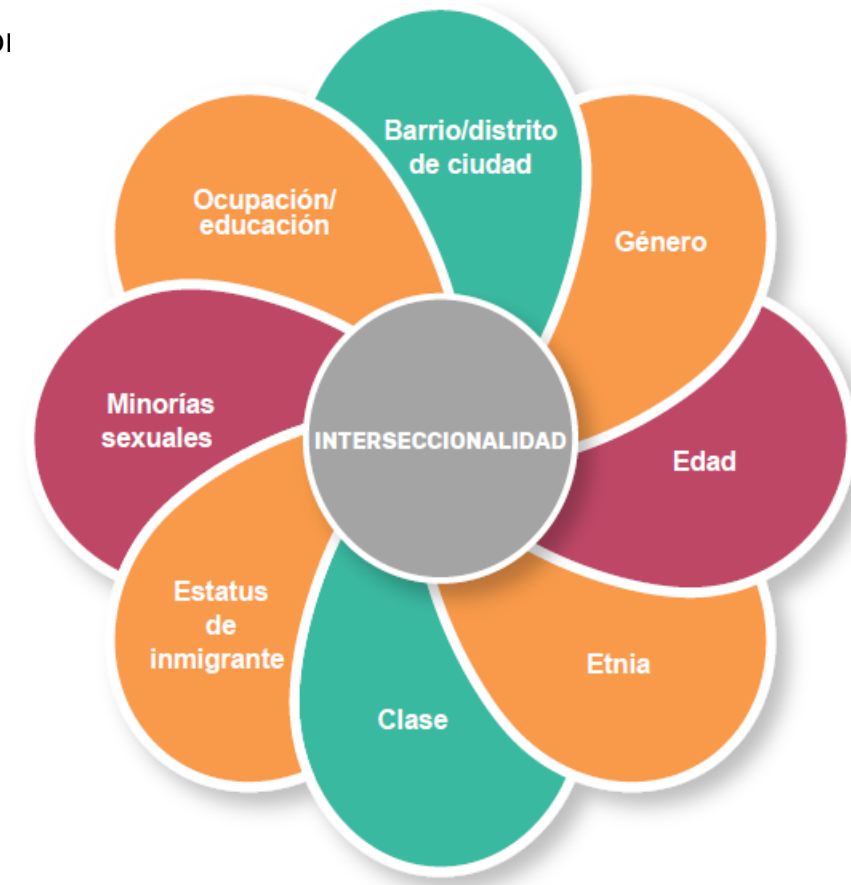 Barrio/distrito
de ciudad
Género
Edad
Etnia
Clase
Estatus
de
inmigrante
Minorías
sexuales
Ocupación/
educación
INTERSECCIONALIDAD